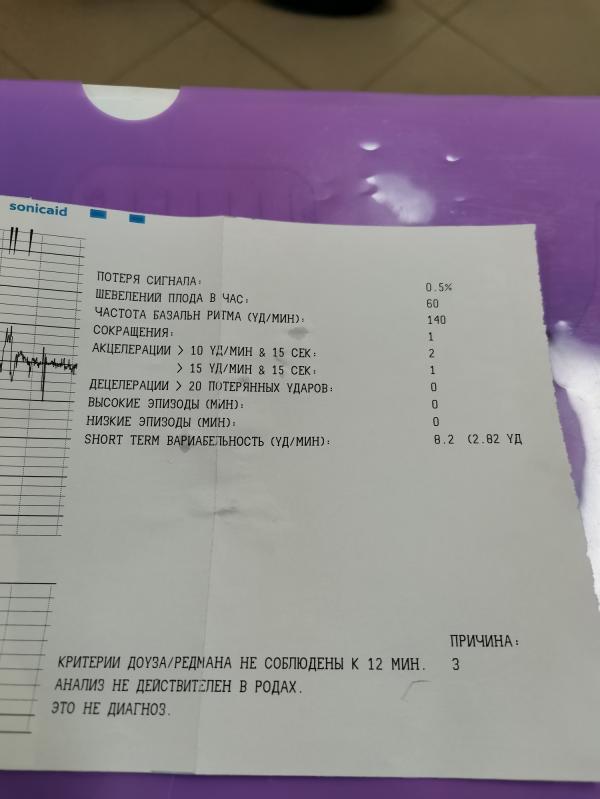 sonicaid
ПОТЕРЯ СИГНАЛА: 0.5%
ШЕВЕЛЕНИЙ ПЛОДА В ЧАС: 60
ЧАСТОТА БАЗАЛЬН РИТМА (УД/МИН): 140
СОКРАЩЕНИЯ: 1
АКЦЕЛЕРАЦИИ > 10 УД/МИН & 15 СЕК: 2
> 15 УД/МИН & 15 СЕК: 1
ДЕЦЕЛЕРАЦИИ > 20 ПОТЕРЯННЫХ УДАРОВ: 0
ВЫСОКИЕ ЭПИЗОДЫ (МИН): 0
НИЗКИЕ ЭПИЗОДЫ (МИН): 0
SHORT TERM ВАРИАБЕЛЬНОСТЬ (УД/МИН): 8.2 (2.82 УД
ПРИЧИНА:
КРИТЕРИИ ДОУЗА/РЕДМАНА НЕ СОБЛЮДЕНЫ К 12 МИН. 3
АНАЛИЗ НЕ ДЕЙСТВИТЕЛЕН В РОДАХ.
ЭТО НЕ ДИАГНОЗ.